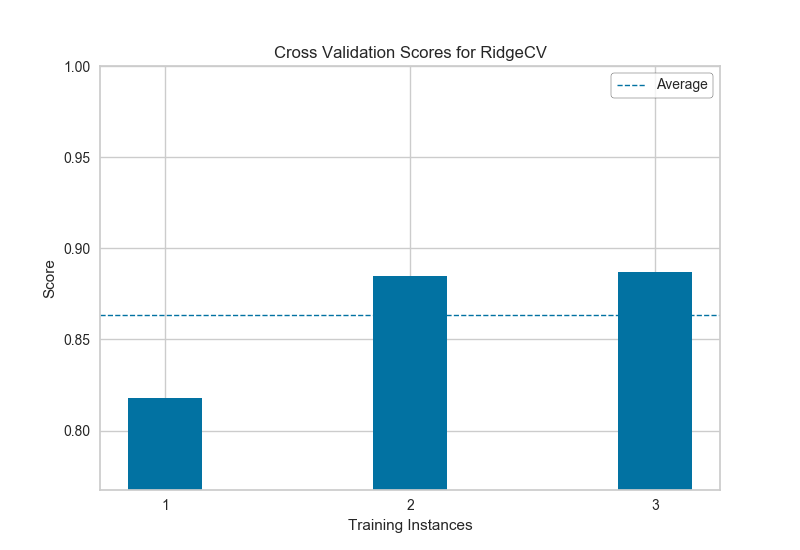 Cross Validation Scores for RidgeCV
1.00
Average
0.95
0.90
Score
0.85
0.80
1 2 3
Training Instances